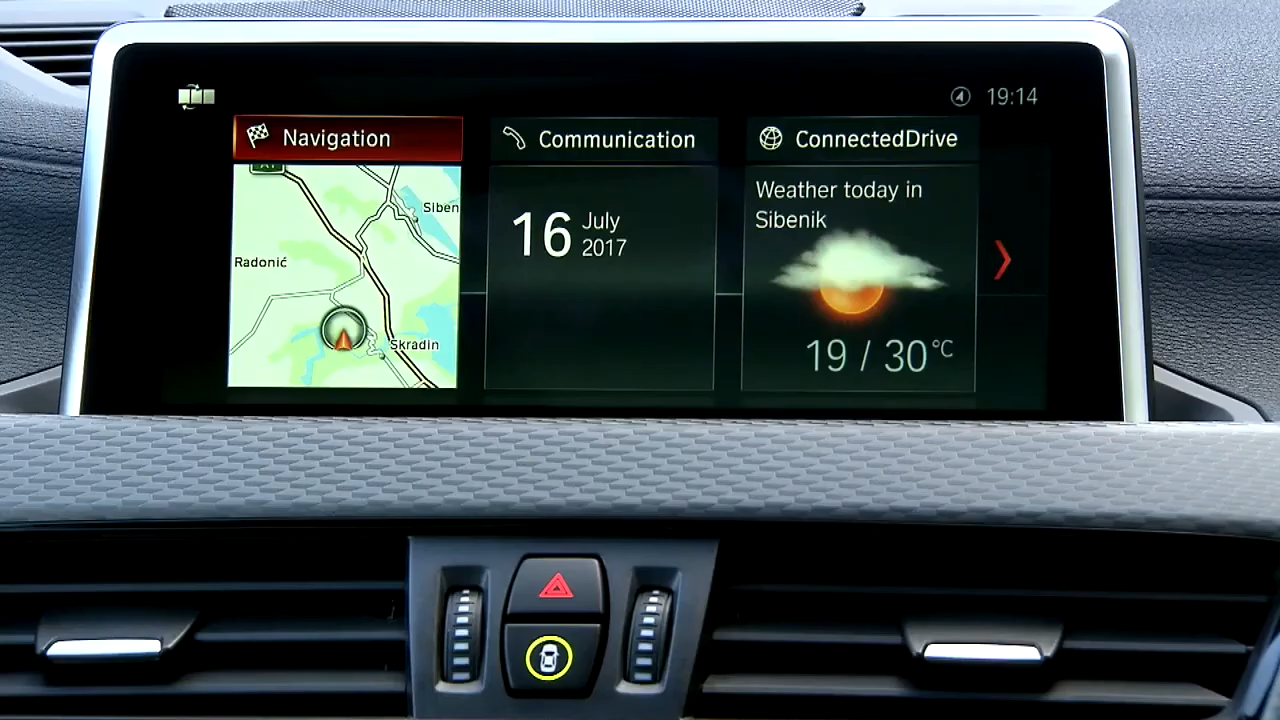 19:14
Navigation
Communication
ConnectedDrive
Siben
Radonić
Skradin
16
July
2017
Weather today in
Sibenik
19 / 30°C